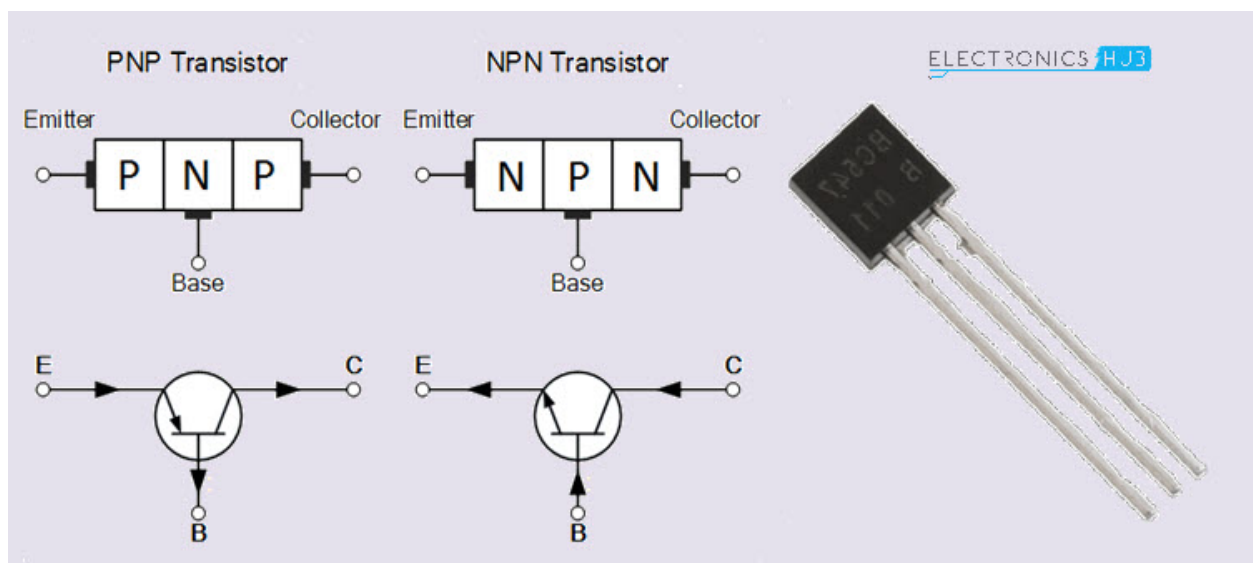 PNP Transistor
Emitter
Collector
P N P
Base
E
C
B
NPN Transistor
Emitter
Collector
N P N
Base
E
C
B
ELECTRONICS HUB
BC547
B
011